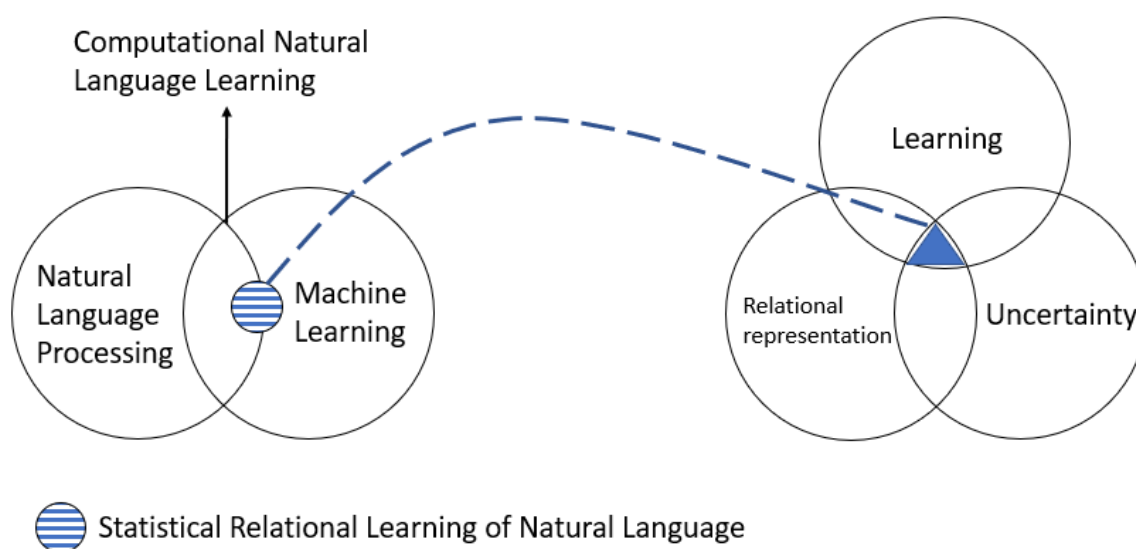 Computational Natural
Language Learning
Learning
Natural
Language
Processing
Machine
Learning
Relational
representation
Uncertainty
Statistical Relational Learning of Natural Language